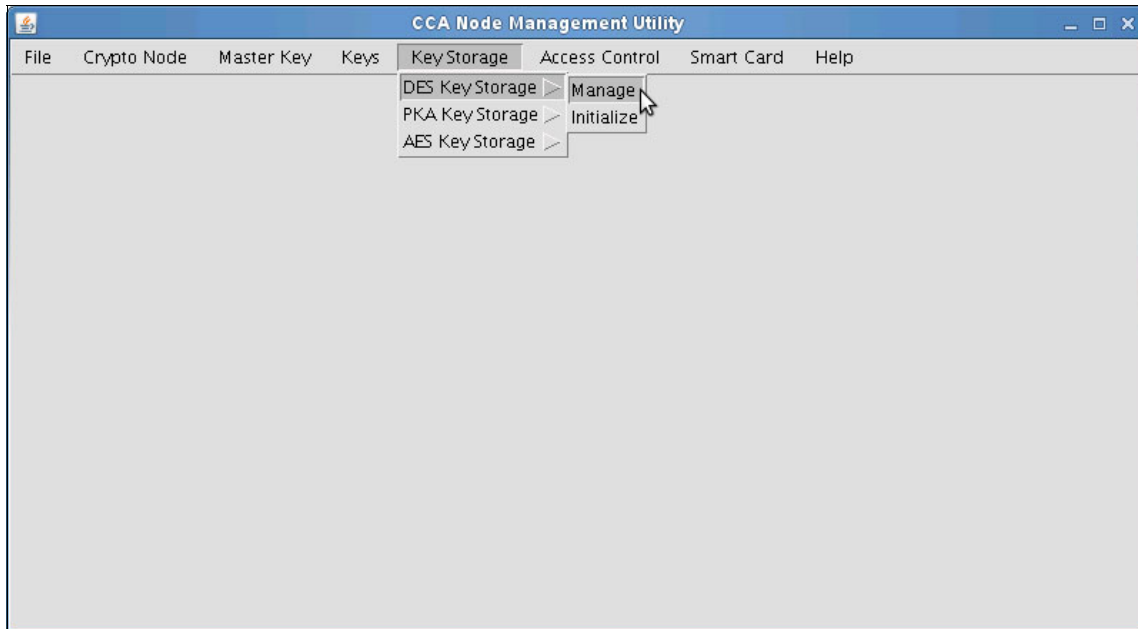 CCA Node Management Utility
File Crypto Node Master Key Keys Key Storage Access Control Smart Card Help
DES Key Storage Manage
PKA Key Storage Initialize
AES Key Storage